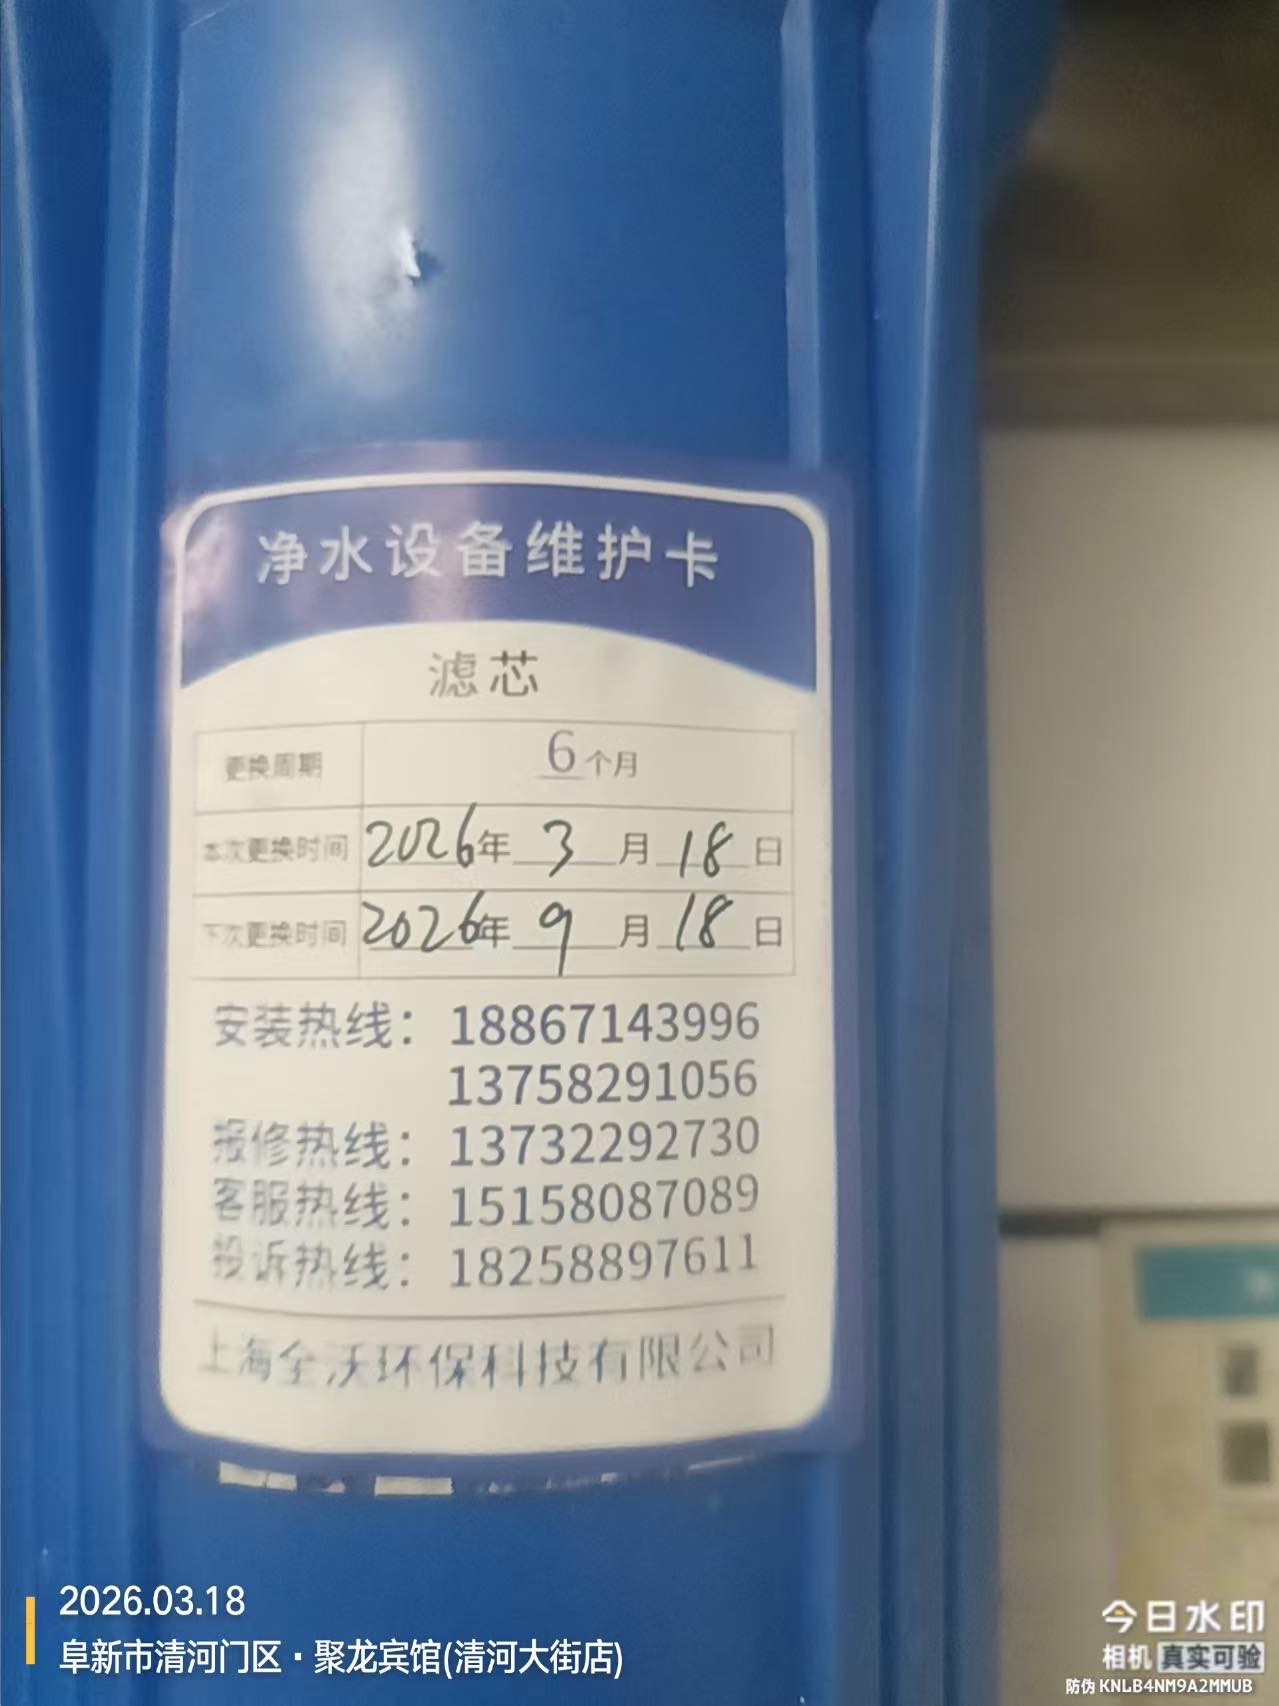 净水设备维护卡
滤芯
更换周期 6个月
本次更换时间 2026年 3 月 18 日
下次更换时间 2026年 9 月 18 日
安装热线：18867143996
13758291056
报修热线：13732292730
客服热线：15158087089
投诉热线：18258897611
上海全沃环保科技有限公司
2026.03.18
阜新市清河门区·聚龙宾馆(清河大街店)
今日水印
相机 真实可验
防伪 KNLB4NM9A2MMUB